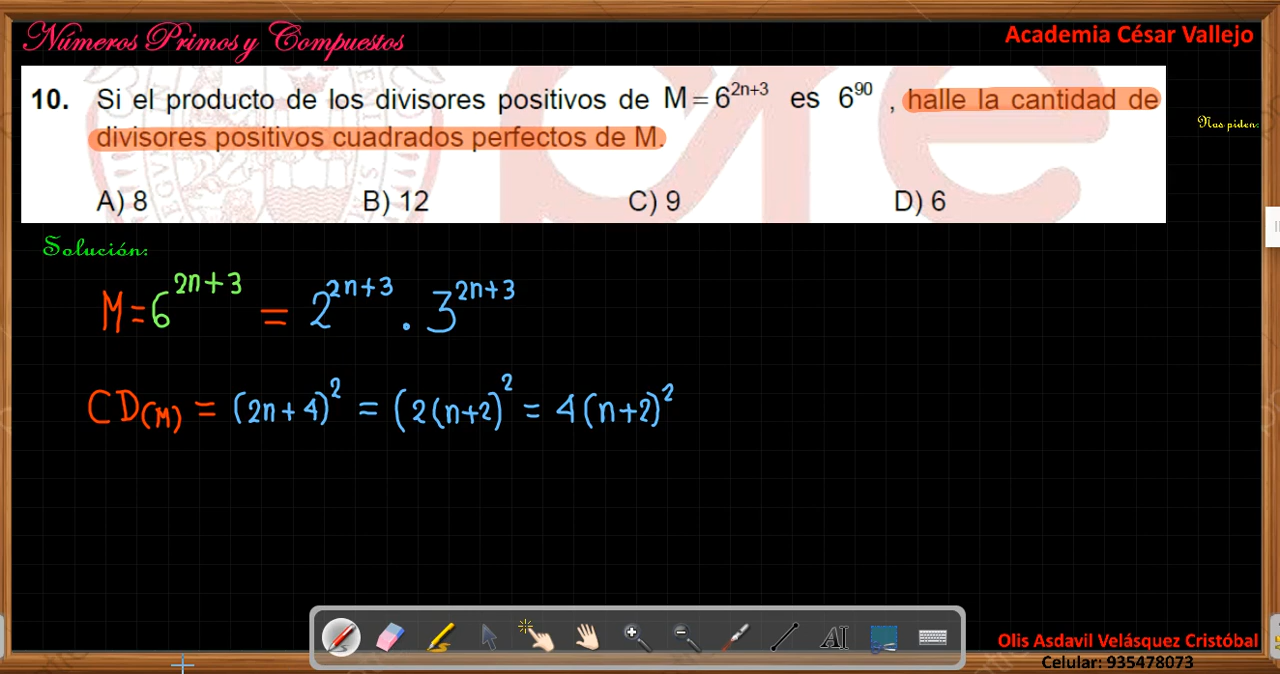 Números Primos y Compuestos
Academia César Vallejo
10. Si el producto de los divisores positivos de M = 6^{2n+3} es 6^{90} , halle la cantidad de
divisores positivos cuadrados perfectos de M.
Nos piden:
A) 8 B) 12 C) 9 D) 6
Solución:
M = 6^{2n+3} = 2^{2n+3} . 3^{2n+3}
CD(M) = (2n+4)^2 = (2(n+2)^2 = 4(n+2)^2
AI
Olis Asdavil Velásquez Cristóbal
Celular: 935478073